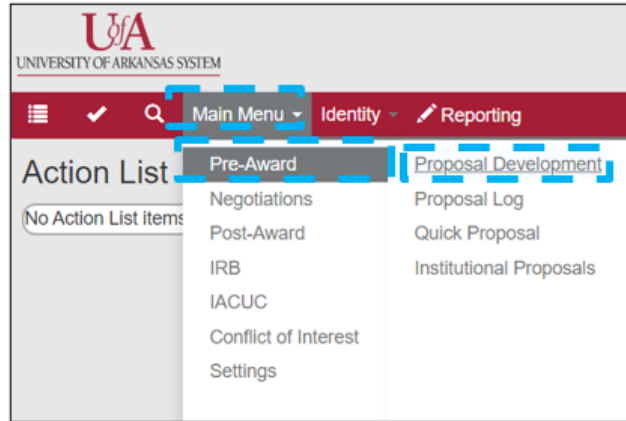 UofA
UNIVERSITY OF ARKANSAS SYSTEM
Main Menu Identity Reporting
Action List
No Action List items
Pre-Award
Negotiations
Post-Award
IRB
IACUC
Conflict of Interest
Settings
Proposal Development
Proposal Log
Quick Proposal
Institutional Proposals